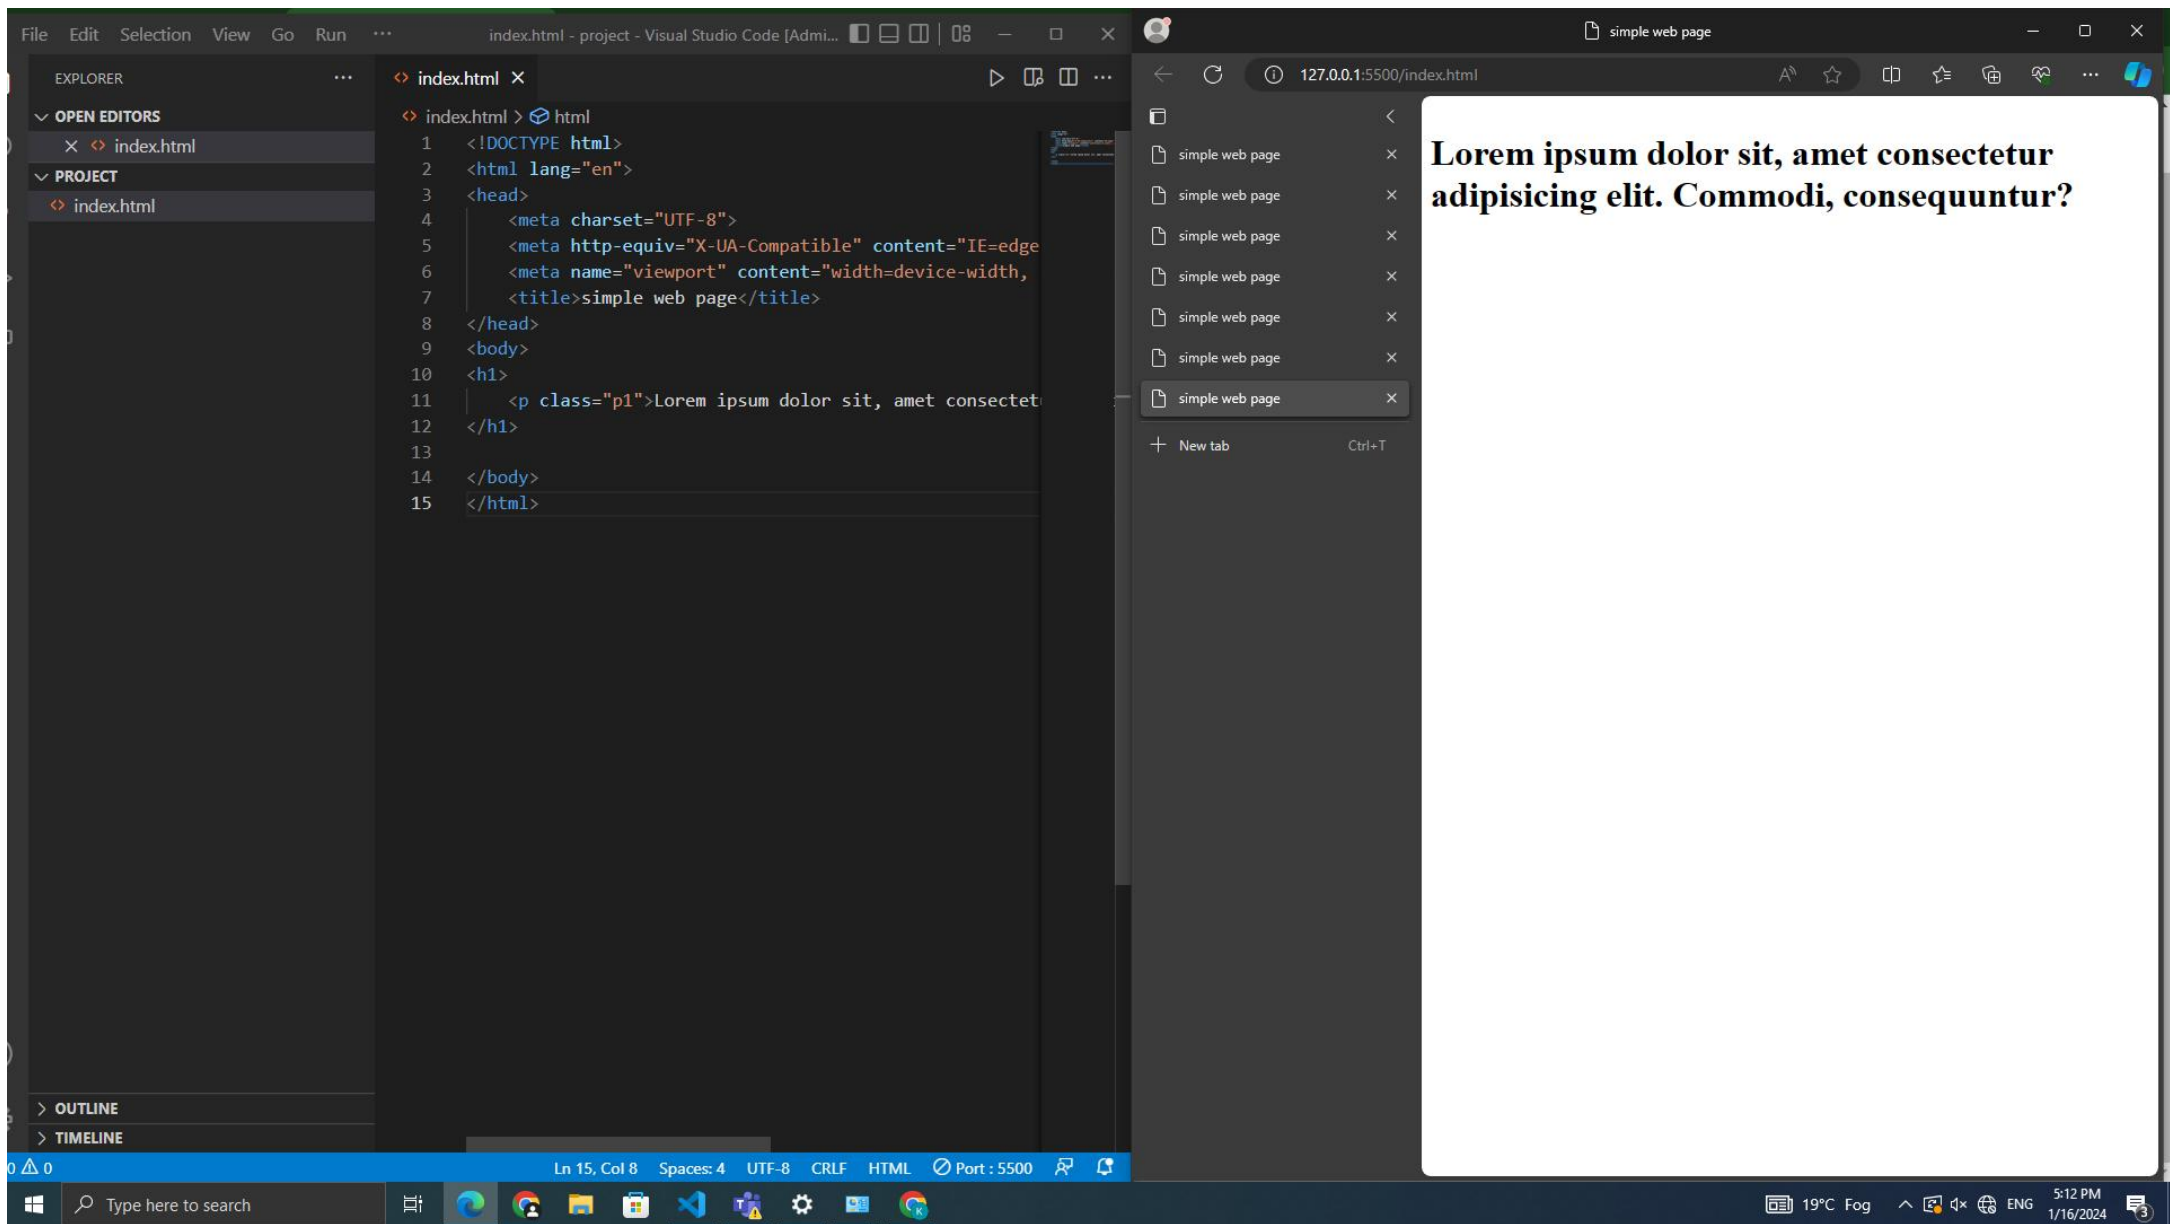 File Edit Selection View Go Run ··· index.html - project - Visual Studio Code [Admi...
EXPLORER
OPEN EDITORS
index.html
PROJECT
index.html
OUTLINE
TIMELINE
index.html
index.html > html
1 <!DOCTYPE html>
2 <html lang="en">
3 <head>
4 <meta charset="UTF-8">
5 <meta http-equiv="X-UA-Compatible" content="IE=edge
6 <meta name="viewport" content="width=device-width,
7 <title>simple web page</title>
8 </head>
9 <body>
10 <h1>
11 <p class="p1">Lorem ipsum dolor sit, amet consectet
12 </h1>
13
14 </body>
15 </html>
0 0 Ln 15, Col 8 Spaces: 4 UTF-8 CRLF HTML Port : 5500
simple web page
127.0.0.1:5500/index.html
simple web page
simple web page
simple web page
simple web page
simple web page
simple web page
simple web page
New tab Ctrl+T
Lorem ipsum dolor sit, amet consectetur
adipisicing elit. Commodi, consequuntur?
Type here to search
19°C Fog ENG 5:12 PM
1/16/2024
3